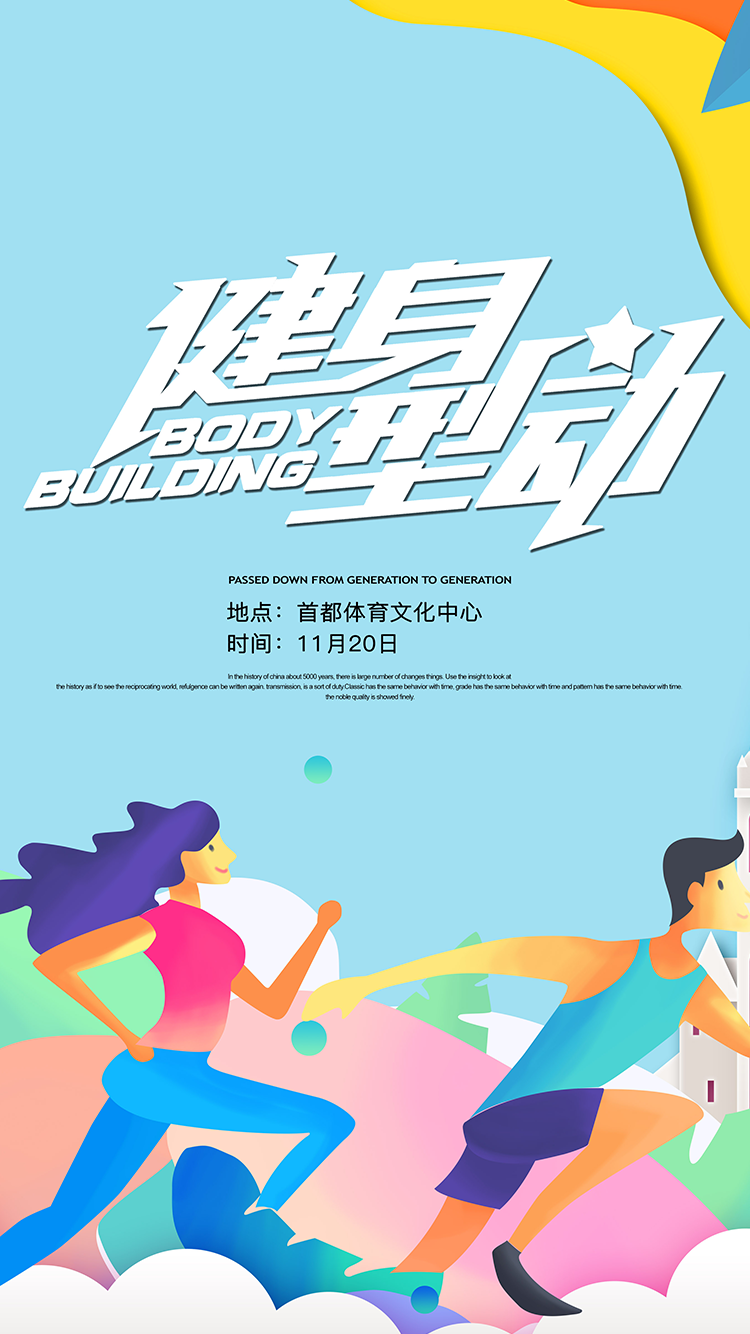 健身
BODY
BUILDING
型动
PASSED DOWN FROM GENERATION TO GENERATION
地点：首都体育文化中心
时间：11月20日
In the history of china about 5000 years, there is large number of changes things. Use the insight to look at
the history as if to see the reciprocating world, refulgence can be written again. transmission, is a sort of duty.Classic has the same behavior with time, grade has the same behavior with time and pattern has the same behavior with time.
the noble quality is showed finely.